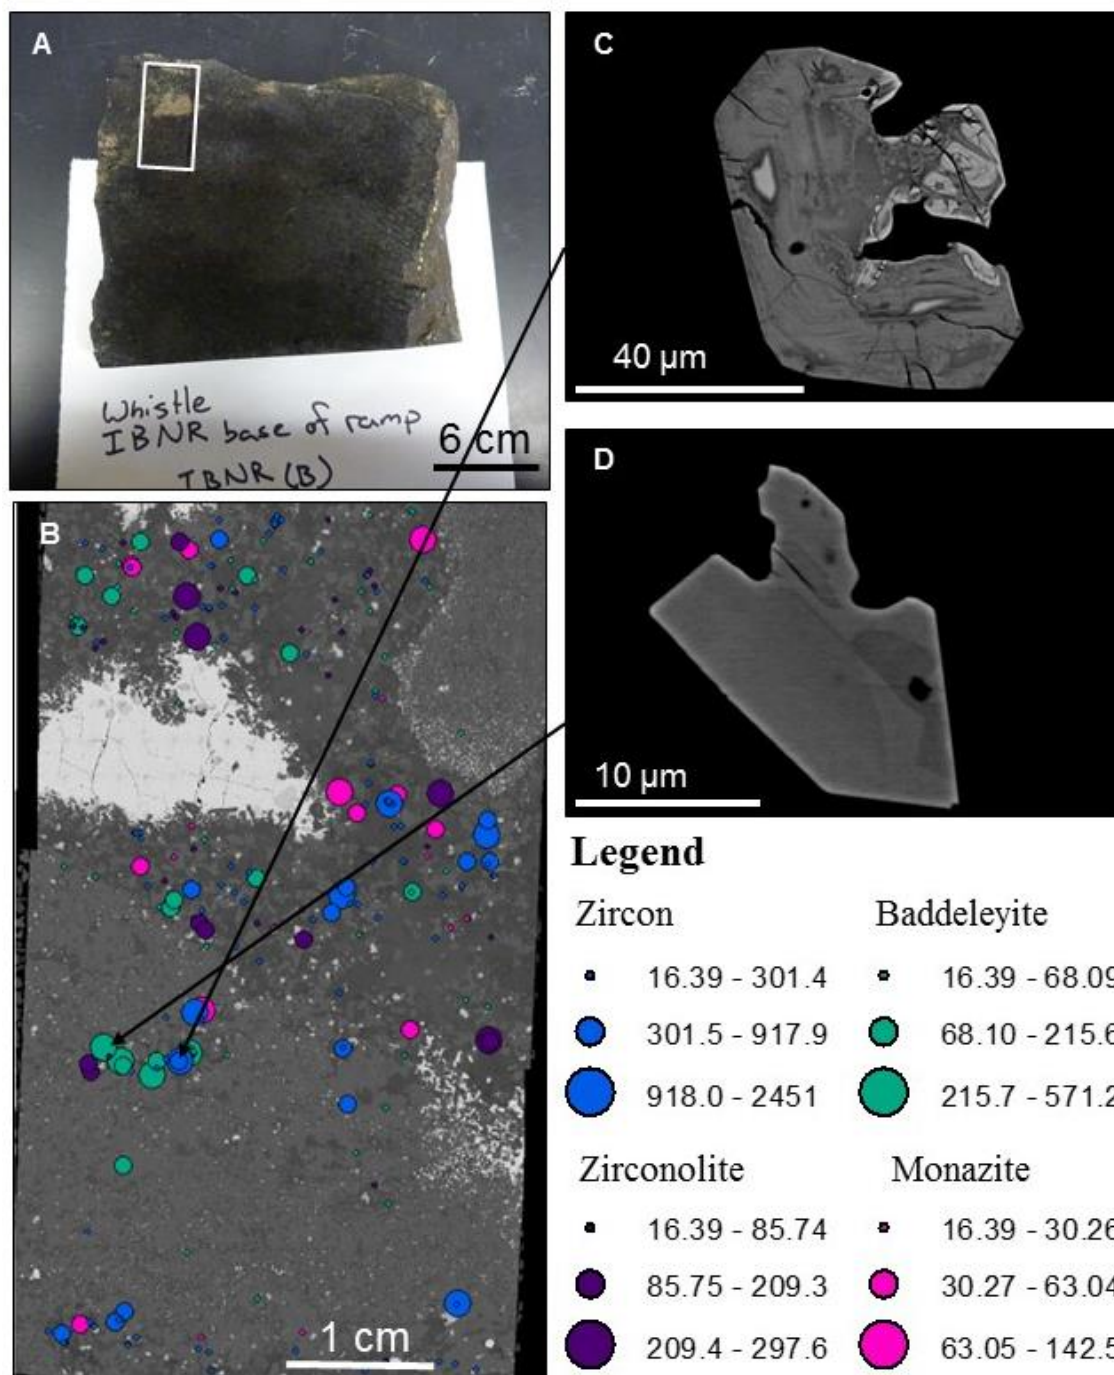 A
Whistle
IBNR base of ramp
IBNR (B)
6 cm
B
1 cm
C
40 µm
D
10 µm
Legend
Zircon
16.39 - 301.4
301.5 - 917.9
918.0 - 2451
Baddeleyite
16.39 - 68.09
68.10 - 215.6
215.7 - 571.2
Zirconolite
16.39 - 85.74
85.75 - 209.3
209.4 - 297.6
Monazite
16.39 - 30.26
30.27 - 63.04
63.05 - 142.5